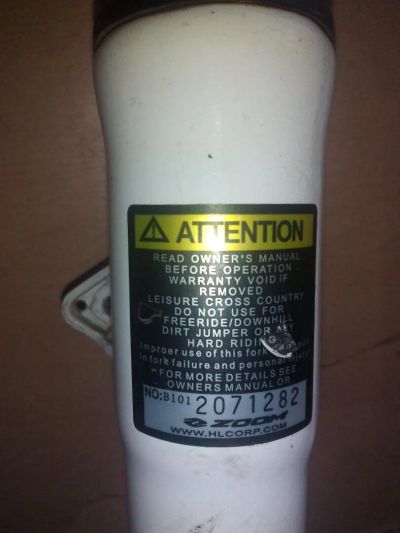 ATTENTION
READ OWNER'S MANUAL
BEFORE OPERATION
WARRANTY VOID IF
REMOVED
LEISURE CROSS COUNTRY
DO NOT USE FOR
FREERIDE/DOWNHILL
DIRT JUMPER OR
HARD RIDING
Improer use of this fork
In fork failure and personal injury
*FOR MORE DETAILS SEE
OWNERS MANUAL OR
NO:B101 2071282
ZOOM
WWW.HLCORP.COM